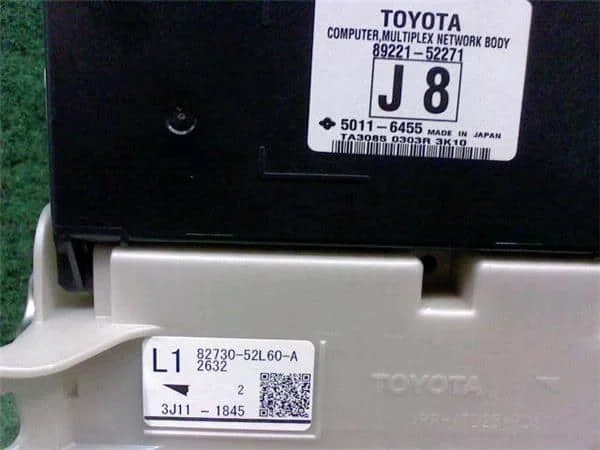 TOYOTA
COMPUTER,MULTIPLEX NETWORK BODY
89221-52271
J 8
5011-6455 MADE IN JAPAN
TA3085 0303R 3K10
L1 82730-52L60-A
2632
2
3J11 - 1845
TOYOTA